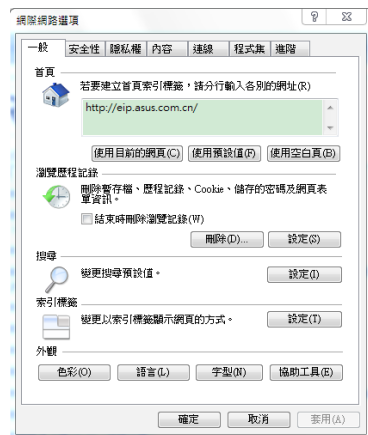 網際網路選項
一般 安全性 隱私權 內容 連線 程式集 進階
首頁
若要建立首頁索引標籤，請分行輸入各別的網址(R)
http://eip.asus.com.cn/
使用目前的網頁(C) 使用預設值(F) 使用空白頁(B)
瀏覽歷程記錄
刪除暫存檔、歷程記錄、Cookie、儲存的密碼及網頁表
單資訊。
結束時刪除瀏覽記錄(W)
刪除(D)... 設定(S)
搜尋
變更搜尋預設值。 設定(I)
索引標籤
變更以索引標籤顯示網頁的方式。 設定(T)
外觀
色彩(O) 語言(L) 字型(N) 協助工具(E)
確定 取消 套用(A)